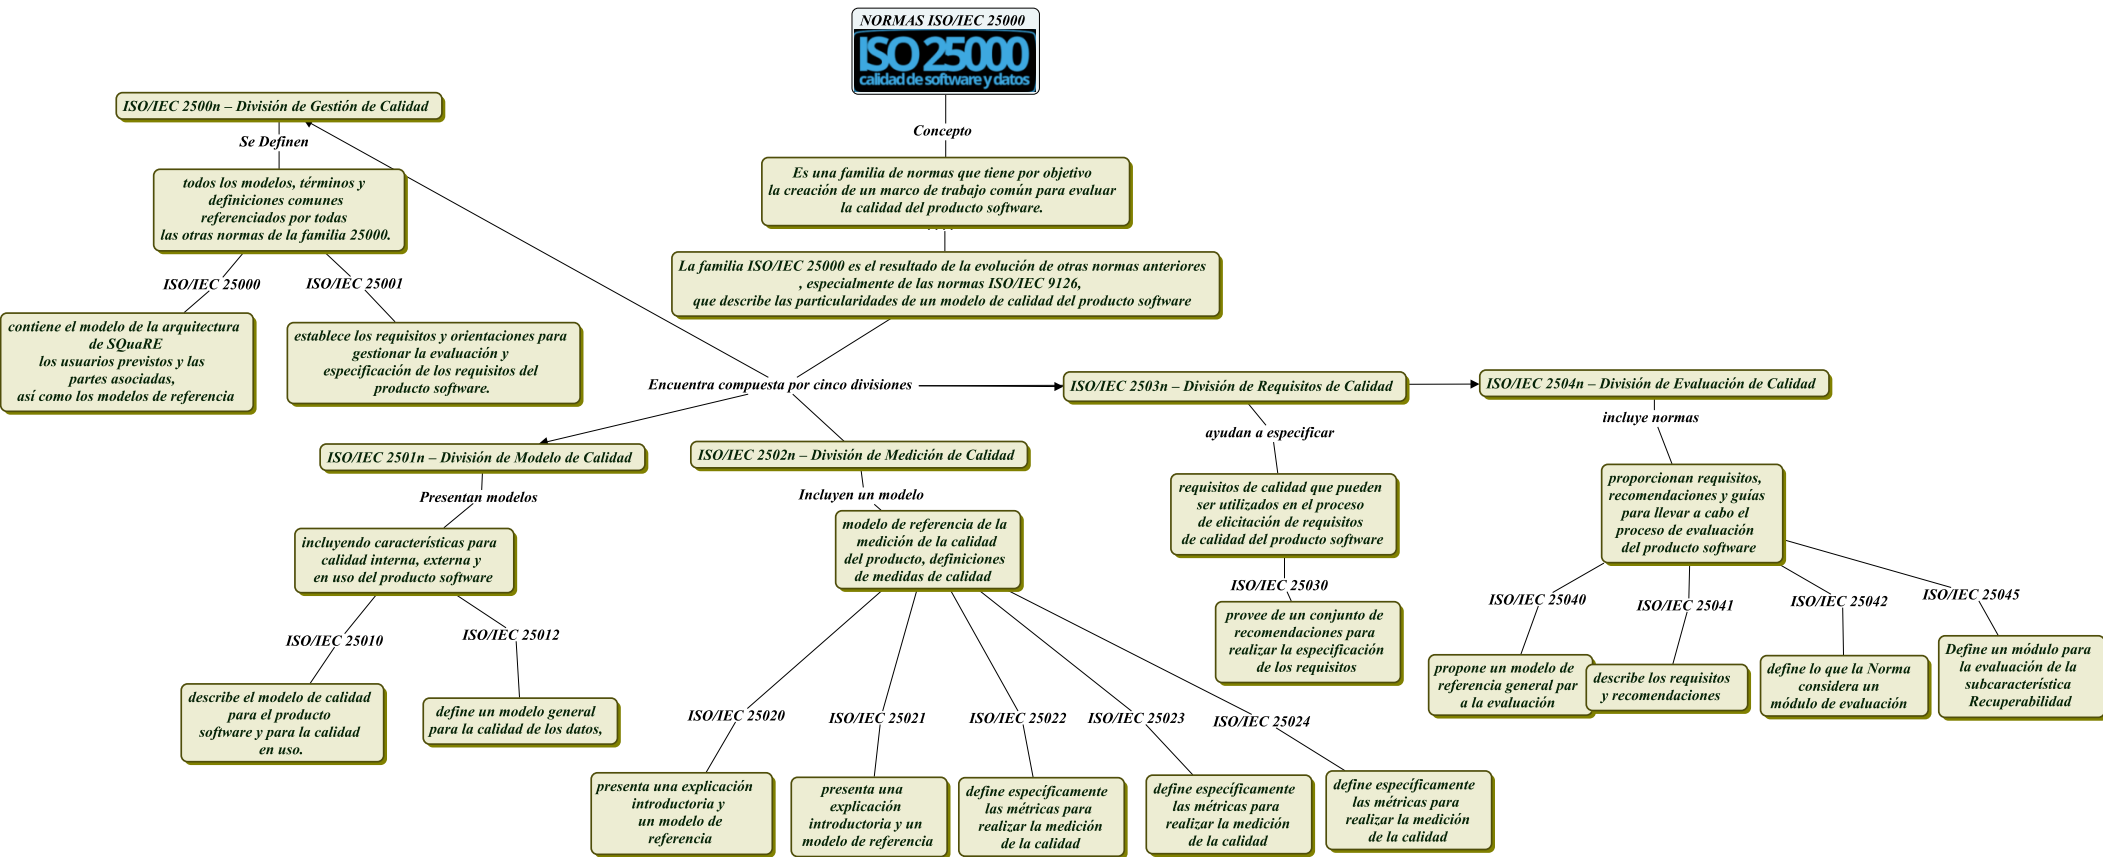 NORMAS ISO/IEC 25000
ISO 25000
calidad de software y datos
Concepto
Es una familia de normas que tiene por objetivo
la creación de un marco de trabajo común para evaluar
la calidad del producto software.
La familia ISO/IEC 25000 es el resultado de la evolución de otras normas anteriores
, especialmente de las normas ISO/IEC 9126,
que describe las particularidades de un modelo de calidad del producto software
Encuentra compuesta por cinco divisiones
ISO/IEC 2500n – División de Gestión de Calidad
Se Definen
todos los modelos, términos y
definiciones comunes
referenciados por todas
las otras normas de la familia 25000.
ISO/IEC 25000
contiene el modelo de la arquitectura
de SQuaRE
los usuarios previstos y las
partes asociadas,
así como los modelos de referencia
ISO/IEC 25001
establece los requisitos y orientaciones para
gestionar la evaluación y
especificación de los requisitos del
producto software.
ISO/IEC 2501n – División de Modelo de Calidad
Presentan modelos
incluyendo características para
calidad interna, externa y
en uso del producto software
ISO/IEC 25010
describe el modelo de calidad
para el producto
software y para la calidad
en uso.
ISO/IEC 25012
define un modelo general
para la calidad de los datos,
ISO/IEC 2502n – División de Medición de Calidad
Incluyen un modelo
modelo de referencia de la
medición de la calidad
del producto, definiciones
de medidas de calidad
ISO/IEC 25020
presenta una explicación
introductoria y
un modelo de
referencia
ISO/IEC 25021
presenta una
explicación
introductoria y un
modelo de referencia
ISO/IEC 25022
define específicamente
las métricas para
realizar la medición
de la calidad
ISO/IEC 25023
define específicamente
las métricas para
realizar la medición
de la calidad
ISO/IEC 25024
define específicamente
las métricas para
realizar la medición
de la calidad
ISO/IEC 2503n – División de Requisitos de Calidad
ayudan a especificar
requisitos de calidad que pueden
ser utilizados en el proceso
de elicitación de requisitos
de calidad del producto software
ISO/IEC 25030
provee de un conjunto de
recomendaciones para
realizar la especificación
de los requisitos
ISO/IEC 2504n – División de Evaluación de Calidad
incluye normas
proporcionan requisitos,
recomendaciones y guías
para llevar a cabo el
proceso de evaluación
del producto software
ISO/IEC 25040
propone un modelo de
referencia general par
a la evaluación
ISO/IEC 25041
describe los requisitos
y recomendaciones
ISO/IEC 25042
define lo que la Norma
considera un
módulo de evaluación
ISO/IEC 25045
Define un módulo para
la evaluación de la
subcaracterística
Recuperabilidad